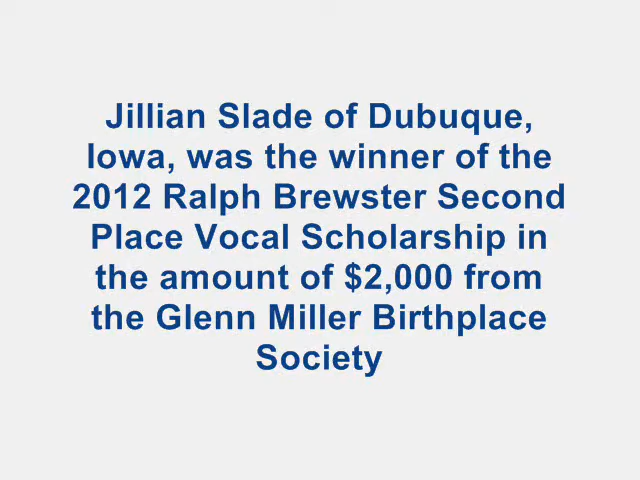 Jillian Slade of Dubuque,
Iowa, was the winner of the
2012 Ralph Brewster Second
Place Vocal Scholarship in
the amount of $2,000 from
the Glenn Miller Birthplace
Society